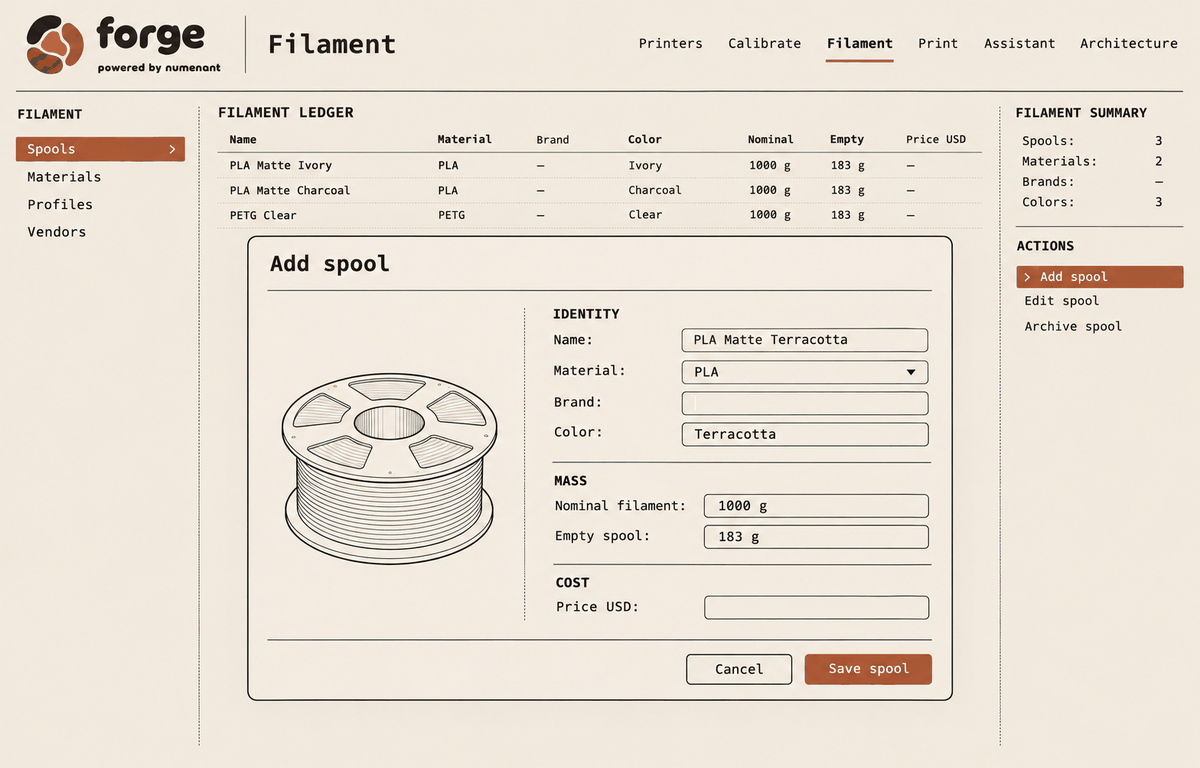 forge
powered by numenant
Filament
Printers Calibrate Filament Print Assistant Architecture
FILAMENT
Spools >
Materials
Profiles
Vendors
FILAMENT LEDGER
Name Material Brand Color Nominal Empty Price USD
PLA Matte Ivory PLA — Ivory 1000 g 183 g —
PLA Matte Charcoal PLA — Charcoal 1000 g 183 g —
PETG Clear PETG — Clear 1000 g 183 g —
Add spool
IDENTITY
Name: PLA Matte Terracotta
Material: PLA
Brand:
Color: Terracotta
MASS
Nominal filament: 1000 g
Empty spool: 183 g
COST
Price USD:
Cancel Save spool
FILAMENT SUMMARY
Spools: 3
Materials: 2
Brands: —
Colors: 3
ACTIONS
> Add spool
Edit spool
Archive spool